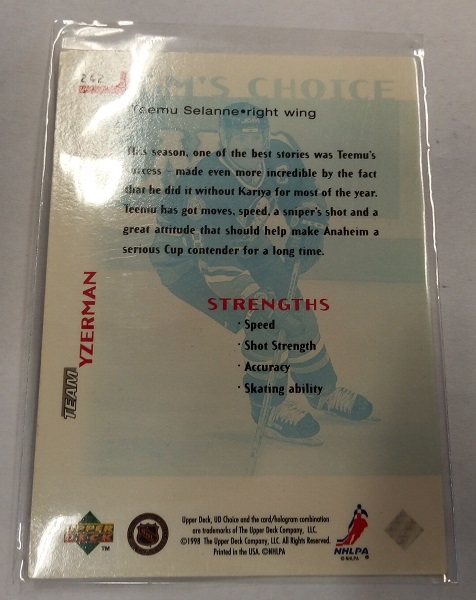 242
'S CHOICE
Teemu Selanne•right wing
This season, one of the best stories was Teemu's
success – made even more incredible by the fact
that he did it without Kariya for most of the year.
Teemu has got moves, speed, a sniper's shot and a
great attitude that should help make Anaheim a
serious Cup contender for a long time.
STRENGTHS
· Speed
· Shot Strength
· Accuracy
· Skating ability
TEAM
YZERMAN
UPPER
DECK
TM
NHL
Upper Deck, UD Choice and the card/hologram combination
are trademarks of The Upper Deck Company, LLC.
©1998 The Upper Deck Company, LLC. All Rights Reserved.
Printed in the USA. ©NHLPA
NHLPA
©NHLPA